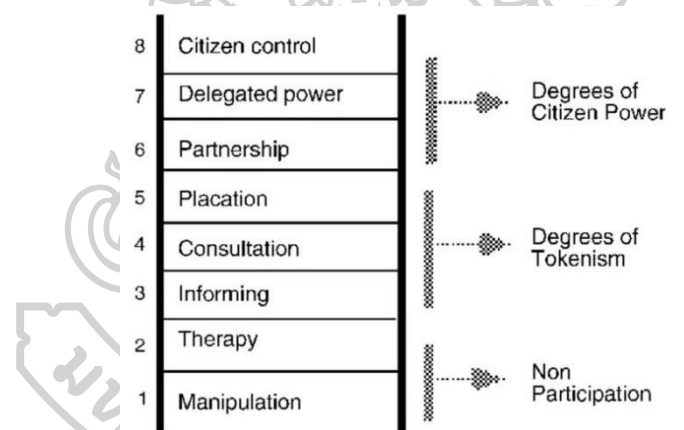 8 Citizen control
7 Delegated power
6 Partnership
5 Placation
4 Consultation
3 Informing
2 Therapy
1 Manipulation
Degrees of
Citizen Power
Degrees of
Tokenism
Non
Participation